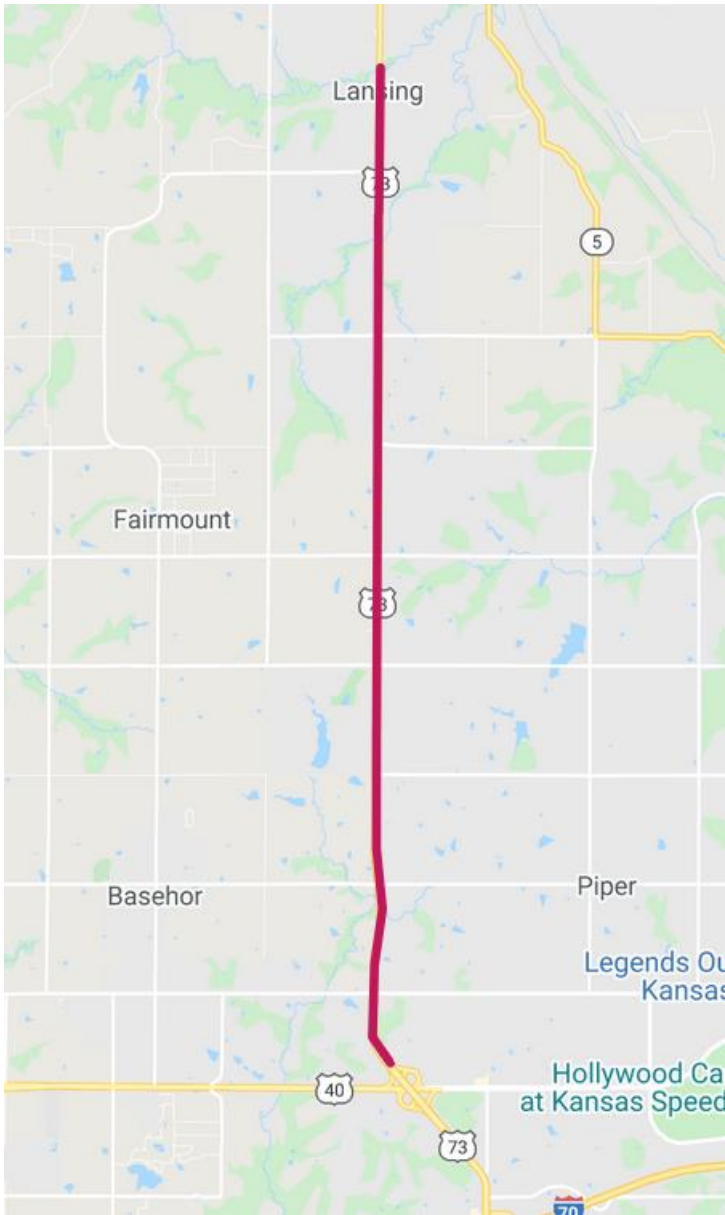 Lansing
73
5
Fairmount
73
Basehor
Piper
Legends Ou
Kansas
Hollywood Ca
at Kansas Speed
40
73
70